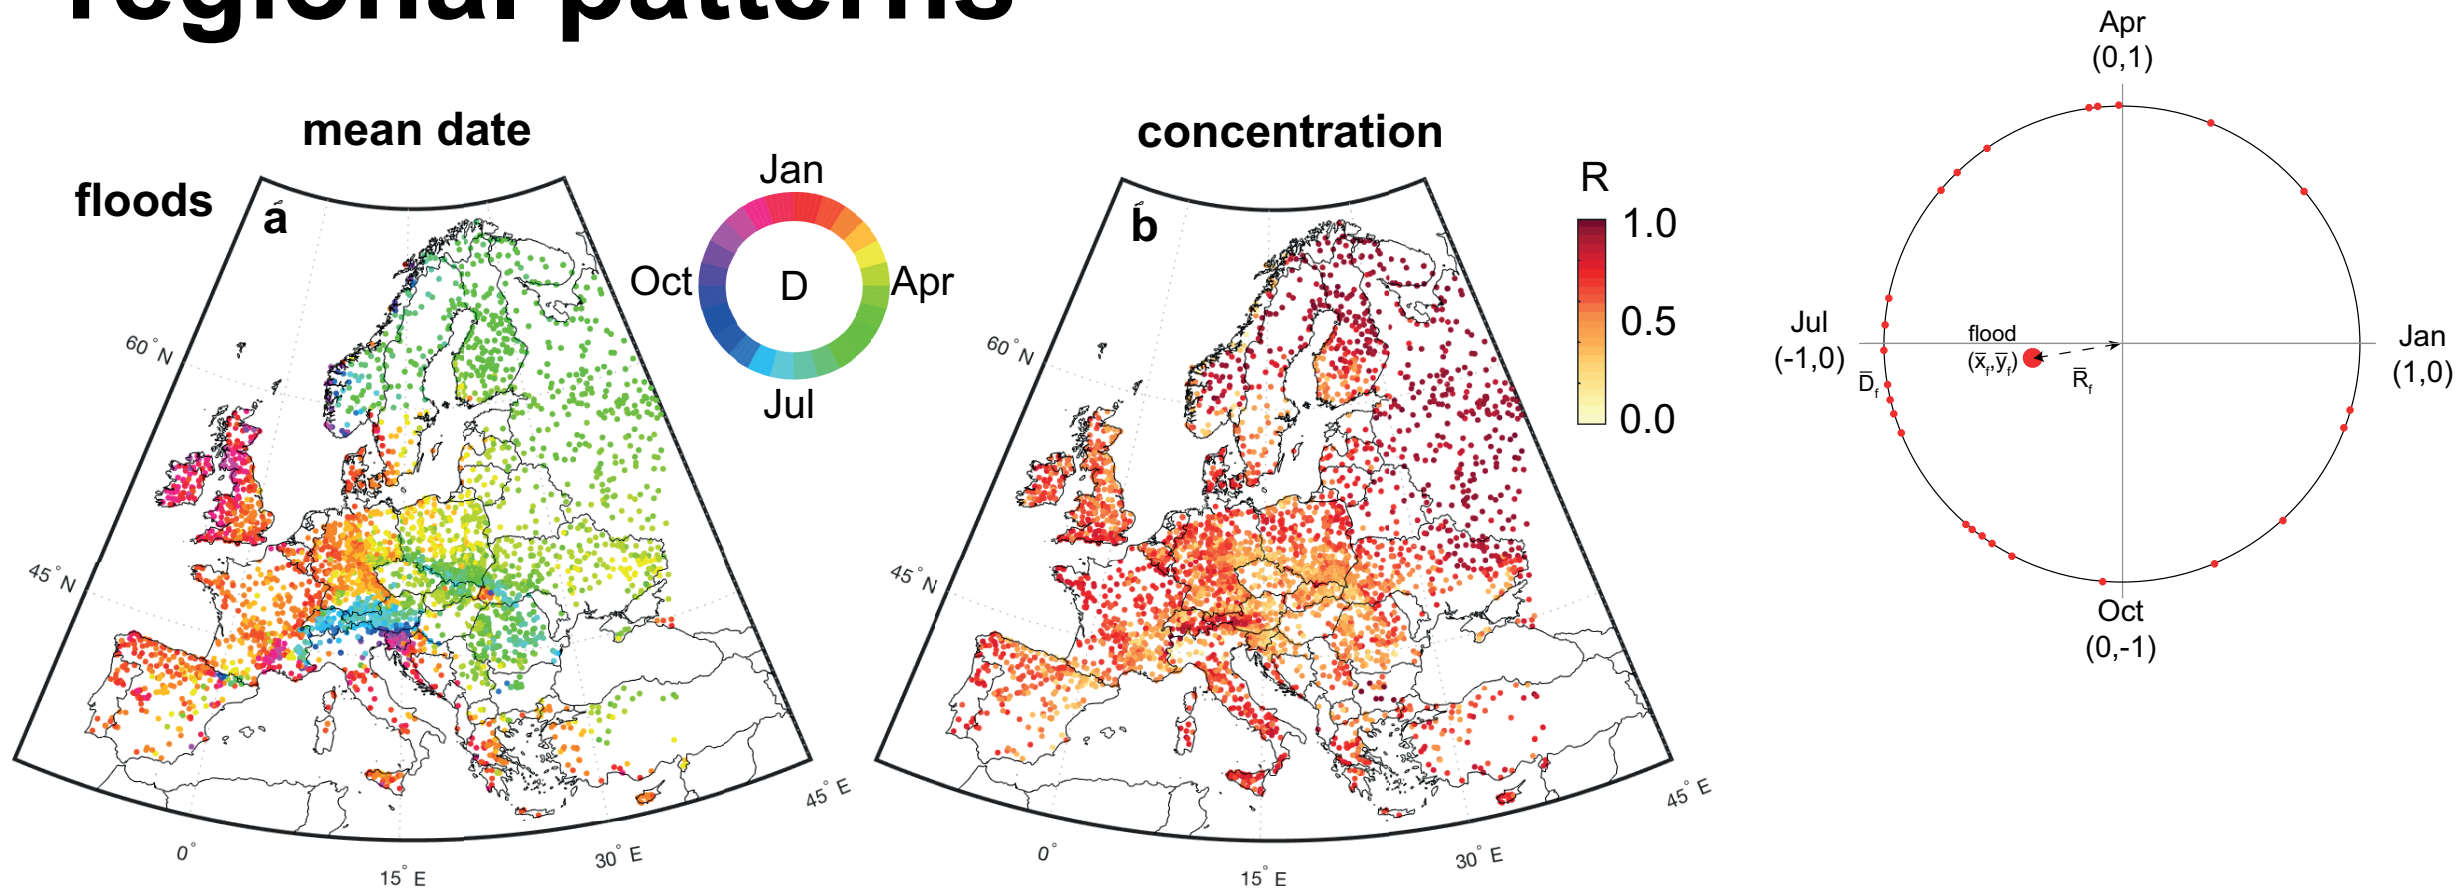 regional patterns
mean date
concentration
floods
a
b
Jan
Oct
D
Apr
Jul
R
1.0
0.5
0.0
60°N
45°N
0°
15°E
30°E
45°E
60°N
45°N
0°
15°E
30°E
45°E
Apr
(0,1)
Jul
(-1,0)
flood
(x̅f,y̅f)
D̅f
R̅f
Jan
(1,0)
Oct
(0,-1)